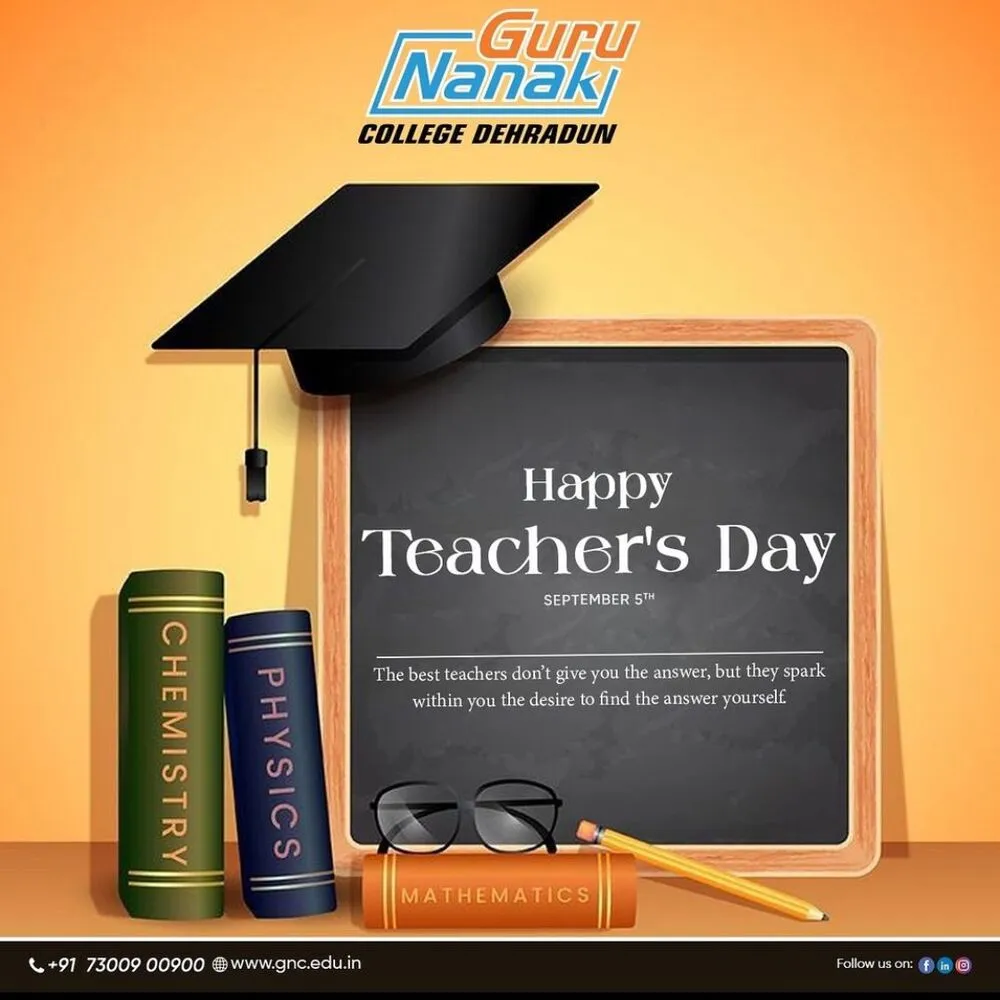 Guru
Nanak
COLLEGE DEHRADUN
Happy
Teacher's Day
SEPTEMBER 5TH
The best teachers don’t give you the answer, but they spark
within you the desire to find the answer yourself.
CHEMISTRY
PHYSICS
MATHEMATICS
+91 73009 00900 www.gnc.edu.in
Follow us on: